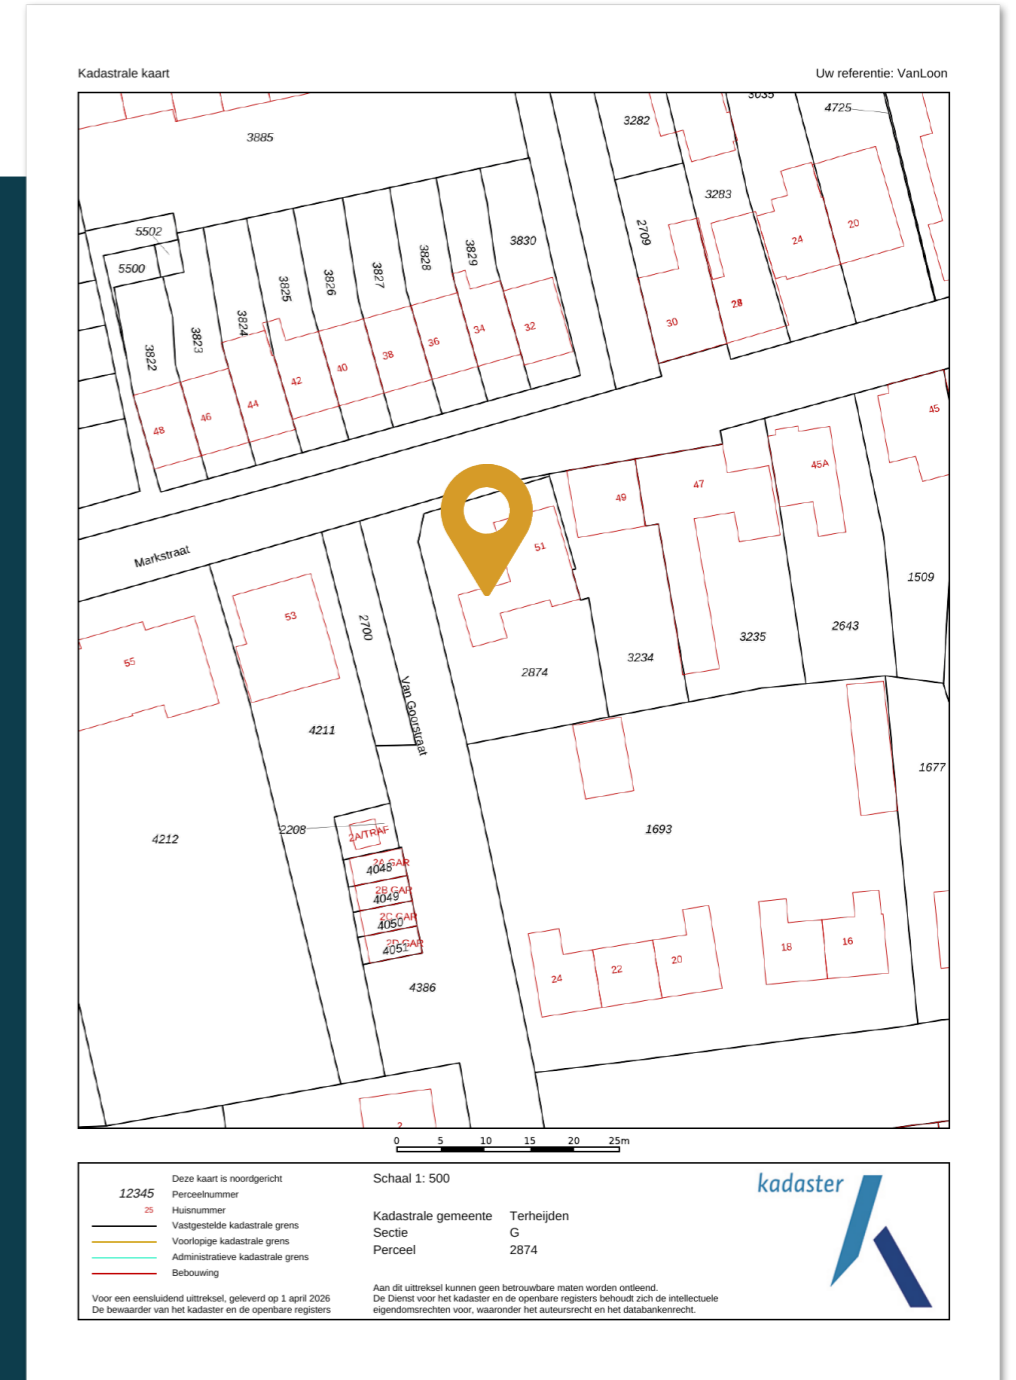 Kadastrale kaart
Uw referentie: VanLoon
3885
3282
3035
4725
5502
5500
3283
2709
3830
3829
3828
3827
3826
3825
3824
3823
3822
24
20
28
30
32
34
36
38
40
42
44
46
48
45
45A
47
49
51
Markstraat
53
55
2700
Van Goorstraat
2874
3234
3235
2643
1509
4211
4212
2208
2A/TRAF
2A GAR
4048
2B GAR
4049
2C GAR
4050
2D GAR
4051
4386
1693
1677
24
22
20
18
16
2
0 5 10 15 20 25m
Deze kaart is noordgericht
12345 Perceelnummer
25 Huisnummer
Vastgestelde kadastrale grens
Voorlopige kadastrale grens
Administratieve kadastrale grens
Bebouwing
Voor een eensluidend uittreksel, geleverd op 1 april 2026
De bewaarder van het kadaster en de openbare registers
Schaal 1: 500
Kadastrale gemeente Terheijden
Sectie G
Perceel 2874
Aan dit uittreksel kunnen geen betrouwbare maten worden ontleend.
De Dienst voor het kadaster en de openbare registers behoudt zich de intellectuele
eigendomsrechten voor, waaronder het auteursrecht en het databankenrecht.
kadaster